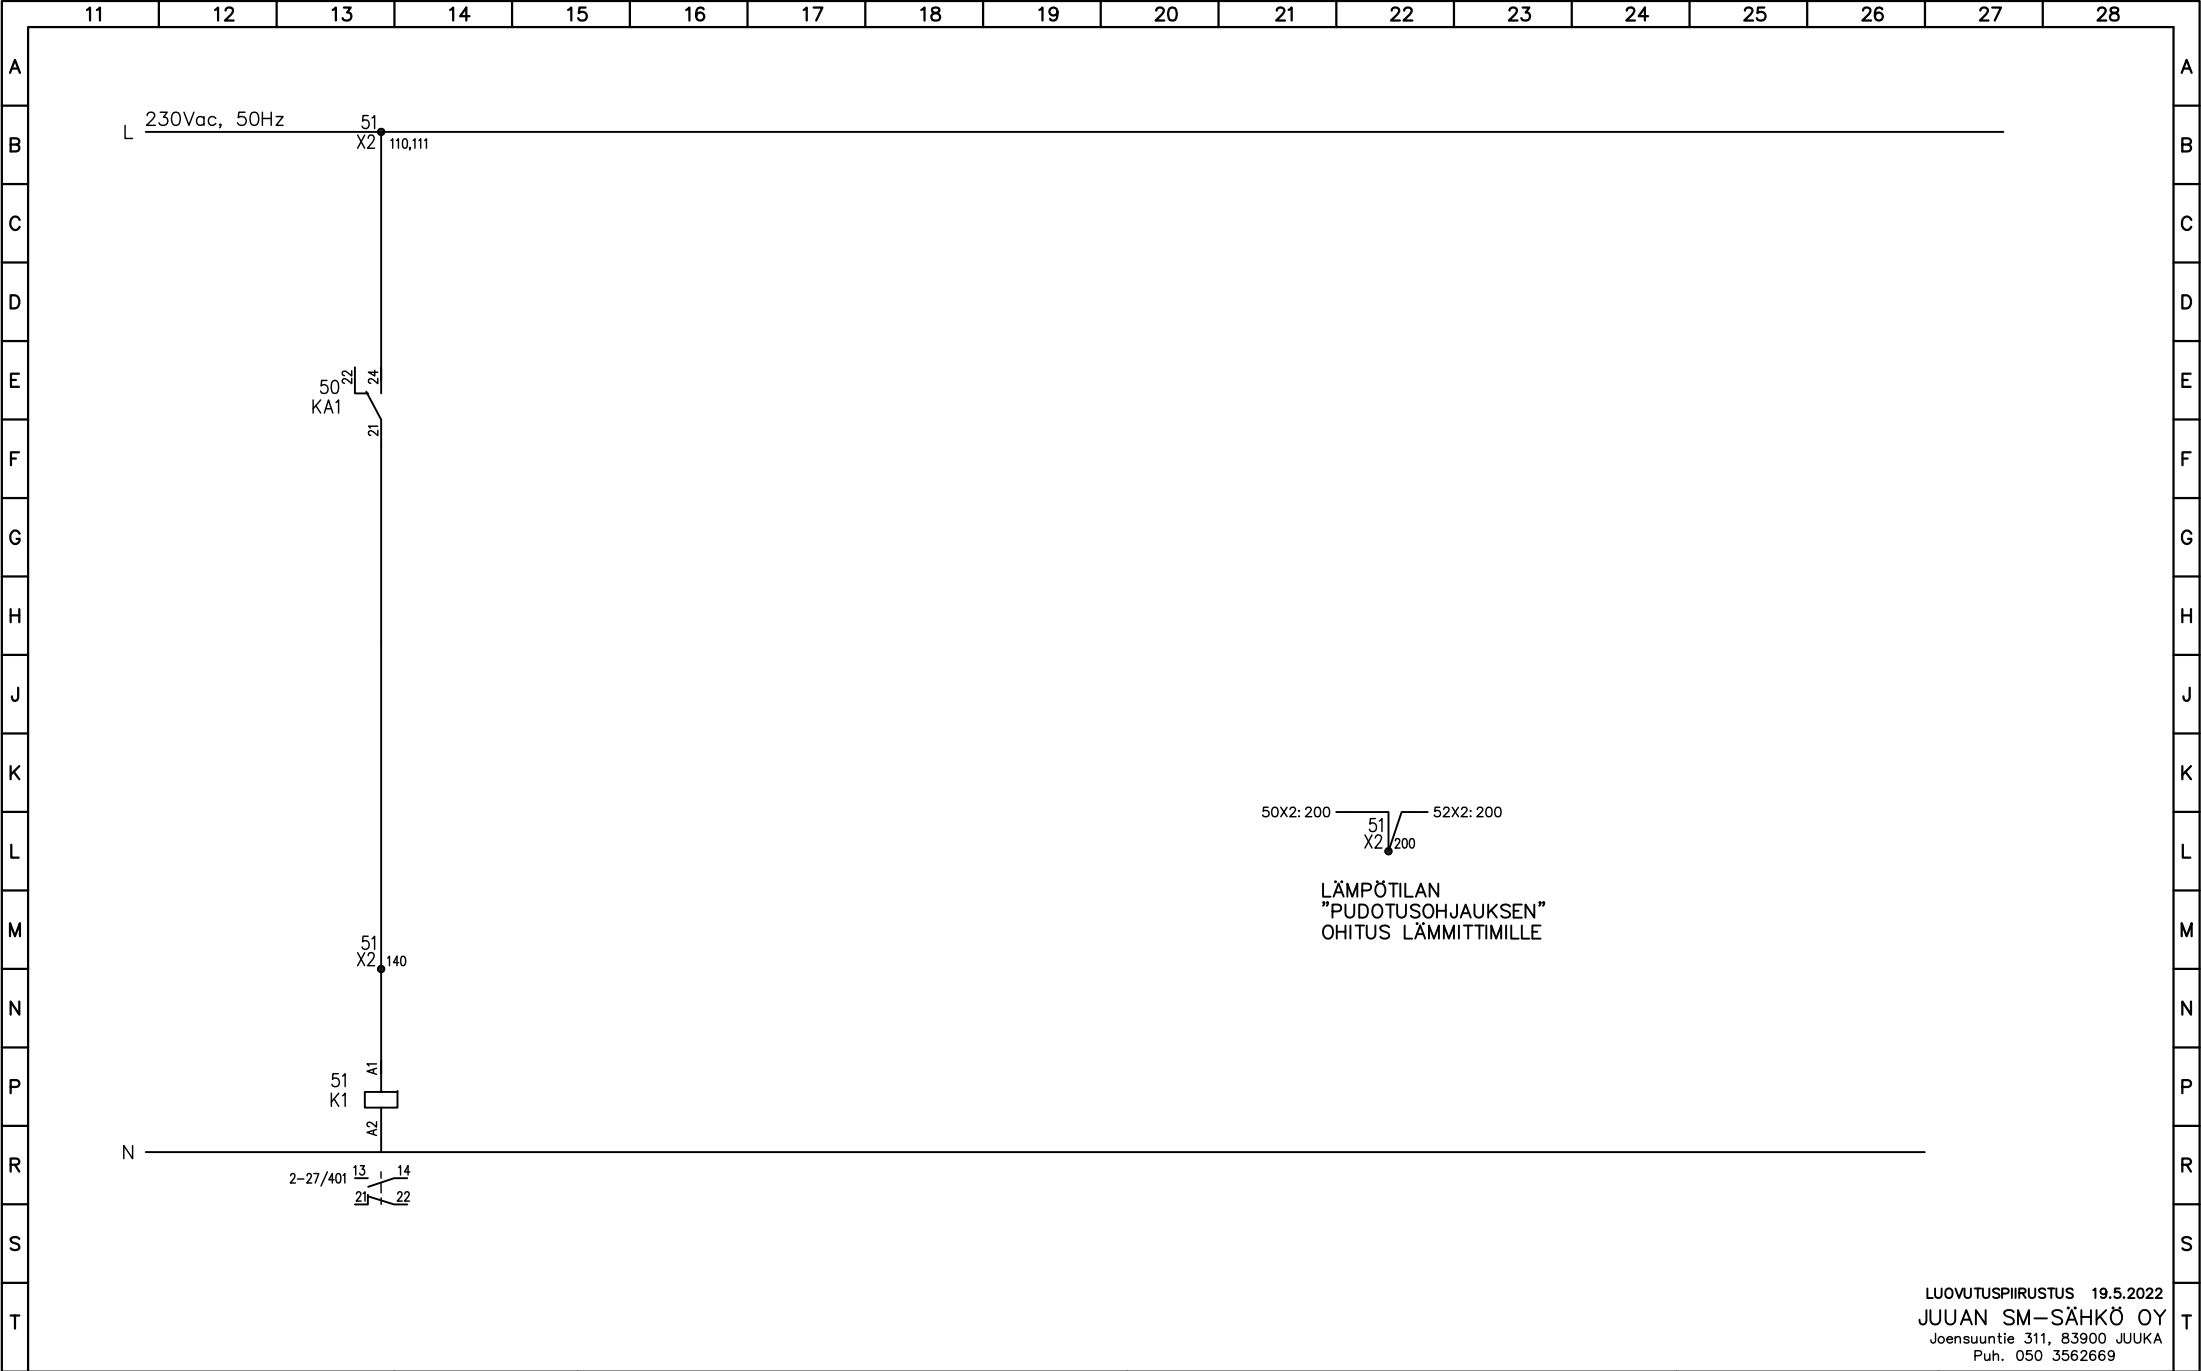 11 12 13 14 15 16 17 18 19 20 21 22 23 24 25 26 27 28
A A
230Vac, 50Hz 51
L
B X2 110,111 B
C C
D D
E 50 22 24 E
KA1
21
F F
G G
H H
J J
K K
50X2:200 52X2:200
51
L X2 200 L
LÄMPÖTILAN
M "PUDOTUSOHJAUKSEN" M
OHITUS LÄMMITTIMILLE
51
X2 140
N N
A1
51
P K1 P
A2
N
R 2-27/401 13 14 R
21 22
S S
LUOVUTUSPIIRUSTUS 19.5.2022
T JUUAN SM-SÄHKÖ OY T
Joensuuntie 311, 83900 JUUKA
Puh. 050 3562669